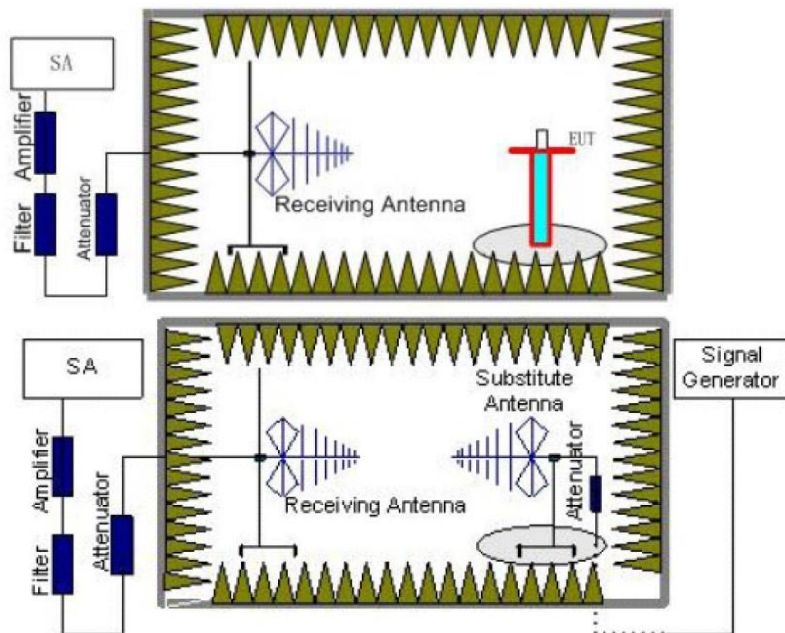 SA
Amplifier
Filter
Attenuator
EUT
Receiving Antenna
SA
Amplifier
Filter
Attenuator
Receiving Antenna
Substitute
Antenna
Attenuator
Signal
Generator